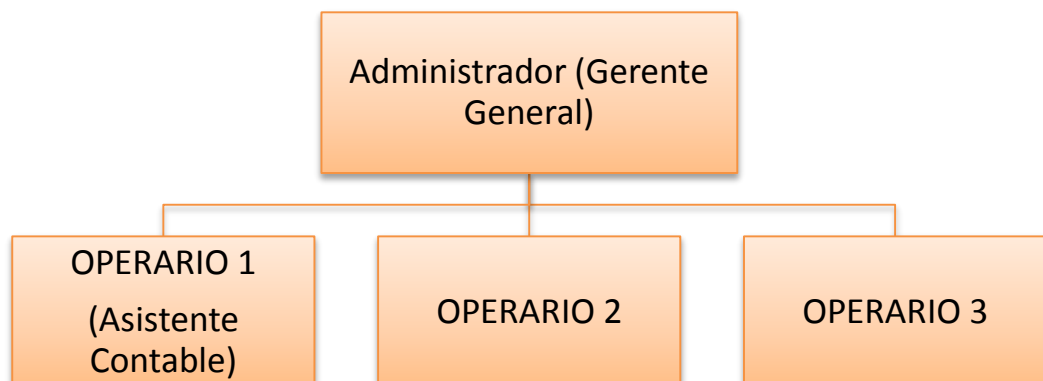 Administrador (Gerente
General)
OPERARIO 1
(Asistente
Contable)
OPERARIO 2
OPERARIO 3